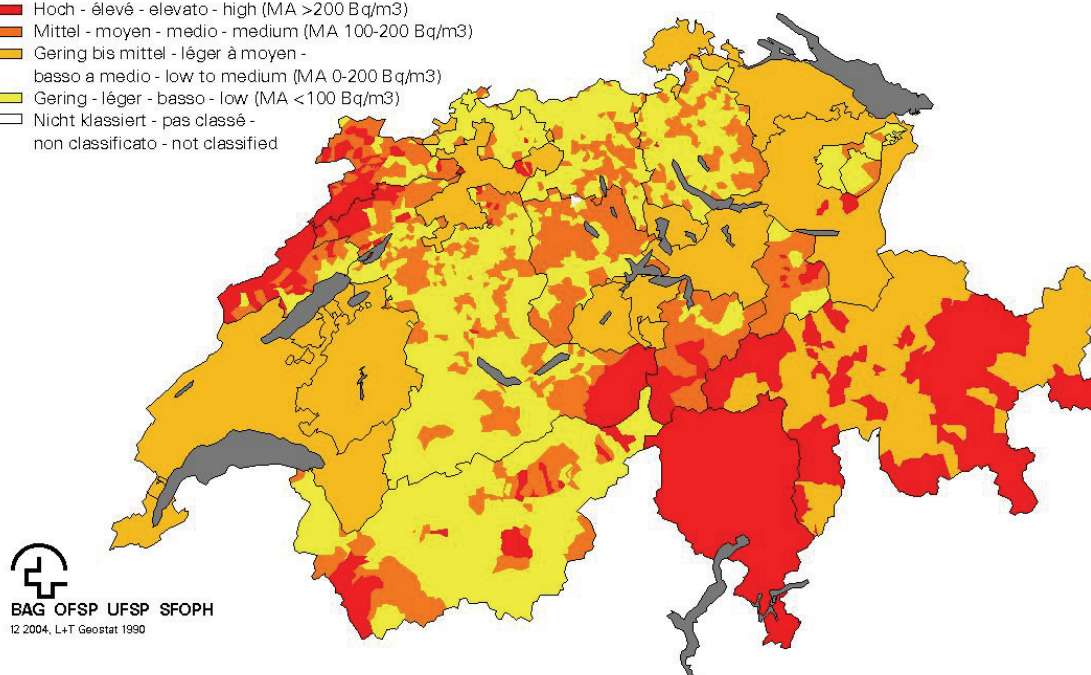 Hoch - élevé - elevato - high (MA >200 Bq/m3)
Mittel - moyen - medio - medium (MA 100-200 Bq/m3)
Gering bis mittel - léger à moyen -
basso a medio - low to medium (MA 0-200 Bq/m3)
Gering - léger - basso - low (MA <100 Bq/m3)
Nicht klassiert - pas classé -
non classificato - not classified
BAG OFSP UFSP SFOPH
12 2004, L+T Geostat 1990